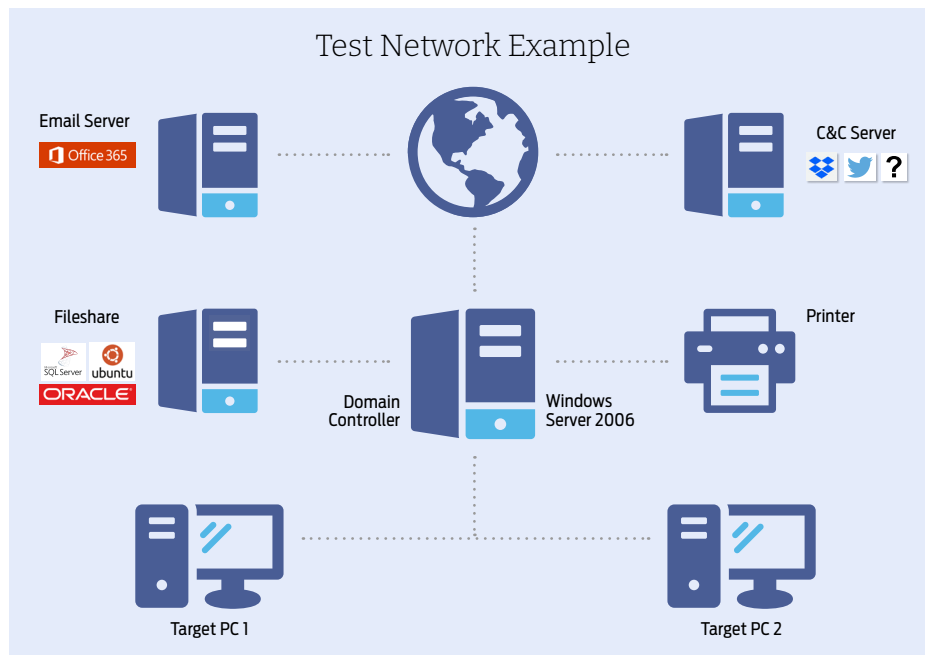 Test Network Example
Email Server
Office 365
C&C Server
?
Fileshare
Microsoft
SQL Server
ubuntu
ORACLE
Domain
Controller
Windows
Server 2006
Printer
Target PC 1
Target PC 2